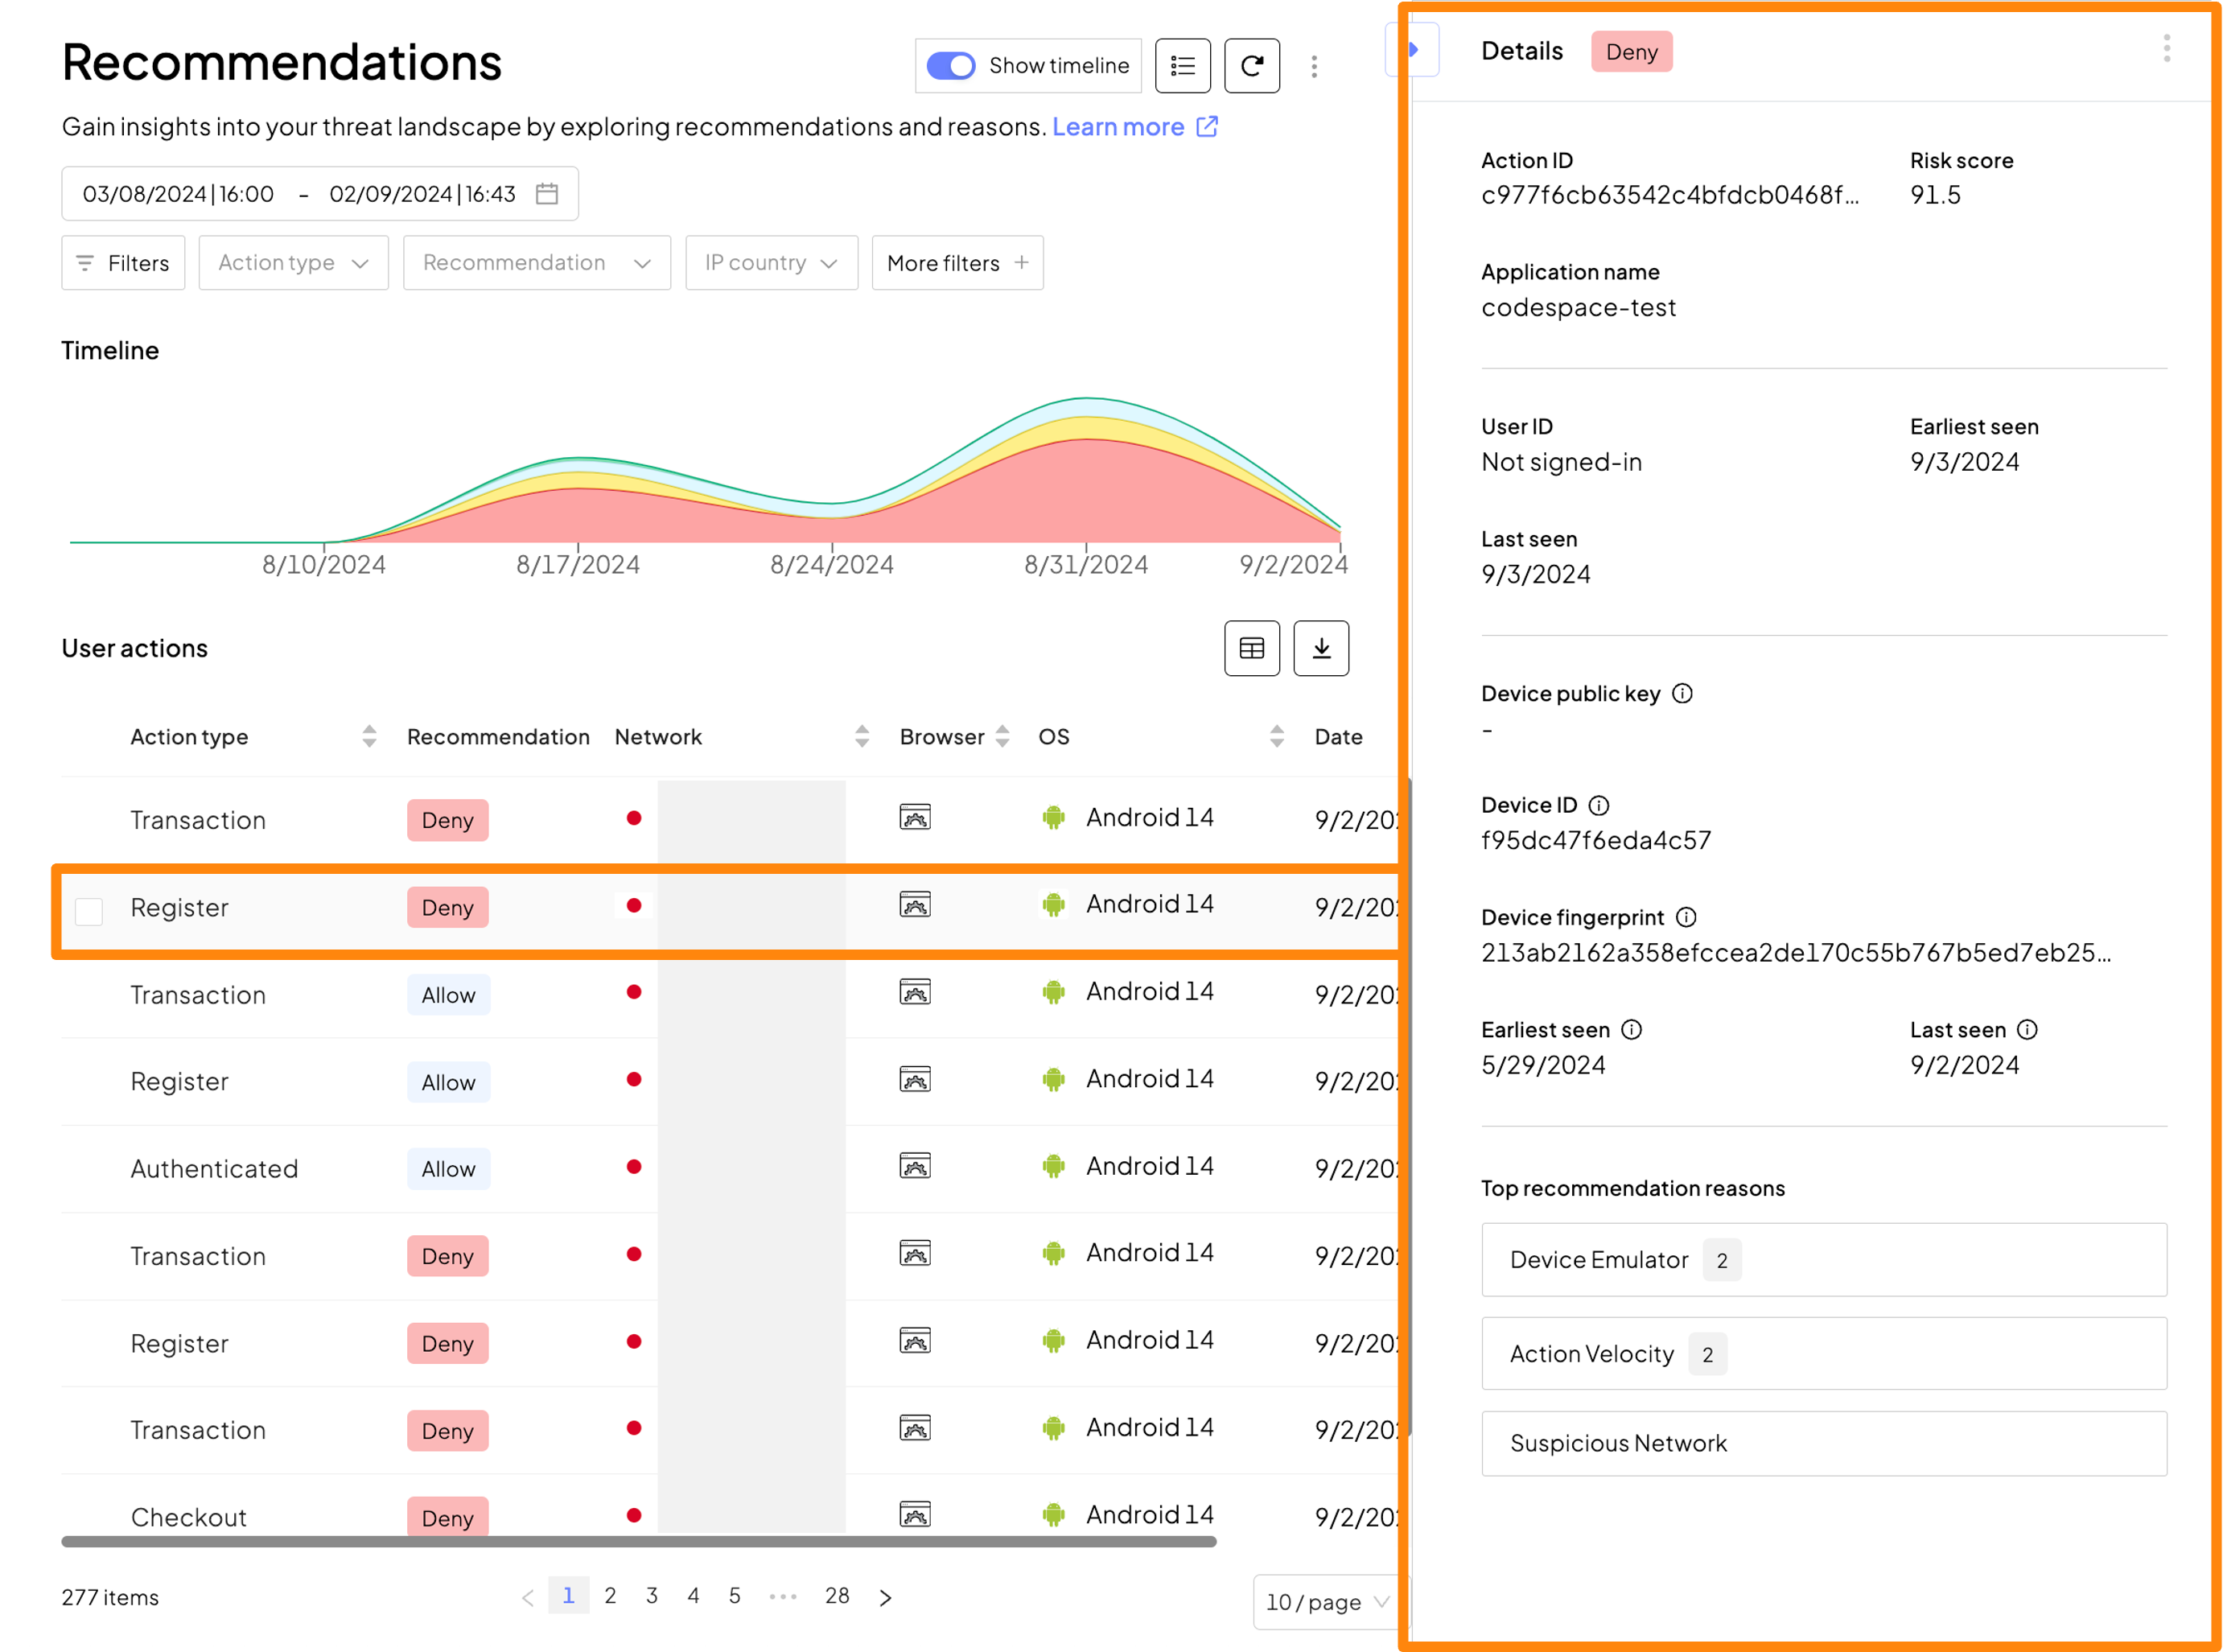 Recommendations
Show timeline
Gain insights into your threat landscape by exploring recommendations and reasons. Learn more
03/08/2024|16:00 - 02/09/2024|16:43
Filters Action type Recommendation IP country More filters +
Timeline
8/10/2024 8/17/2024 8/24/2024 8/31/2024 9/2/2024
User actions
Action type Recommendation Network Browser OS Date
Transaction Deny Android 14 9/2/20
Register Deny Android 14 9/2/20
Transaction Allow Android 14 9/2/20
Register Allow Android 14 9/2/20
Authenticated Allow Android 14 9/2/20
Transaction Deny Android 14 9/2/20
Register Deny Android 14 9/2/20
Transaction Deny Android 14 9/2/20
Checkout Deny Android 14 9/2/20
277 items < 1 2 3 4 5 ••• 28 > 10 / page
Details Deny
Action ID Risk score
c977f6cb63542c4bfdcb0468f... 91.5
Application name
codespace-test
User ID Earliest seen
Not signed-in 9/3/2024
Last seen
9/3/2024
Device public key
-
Device ID
f95dc47f6eda4c57
Device fingerprint
213ab2162a358efccea2de170c55b767b5ed7eb25...
Earliest seen Last seen
5/29/2024 9/2/2024
Top recommendation reasons
Device Emulator 2
Action Velocity 2
Suspicious Network